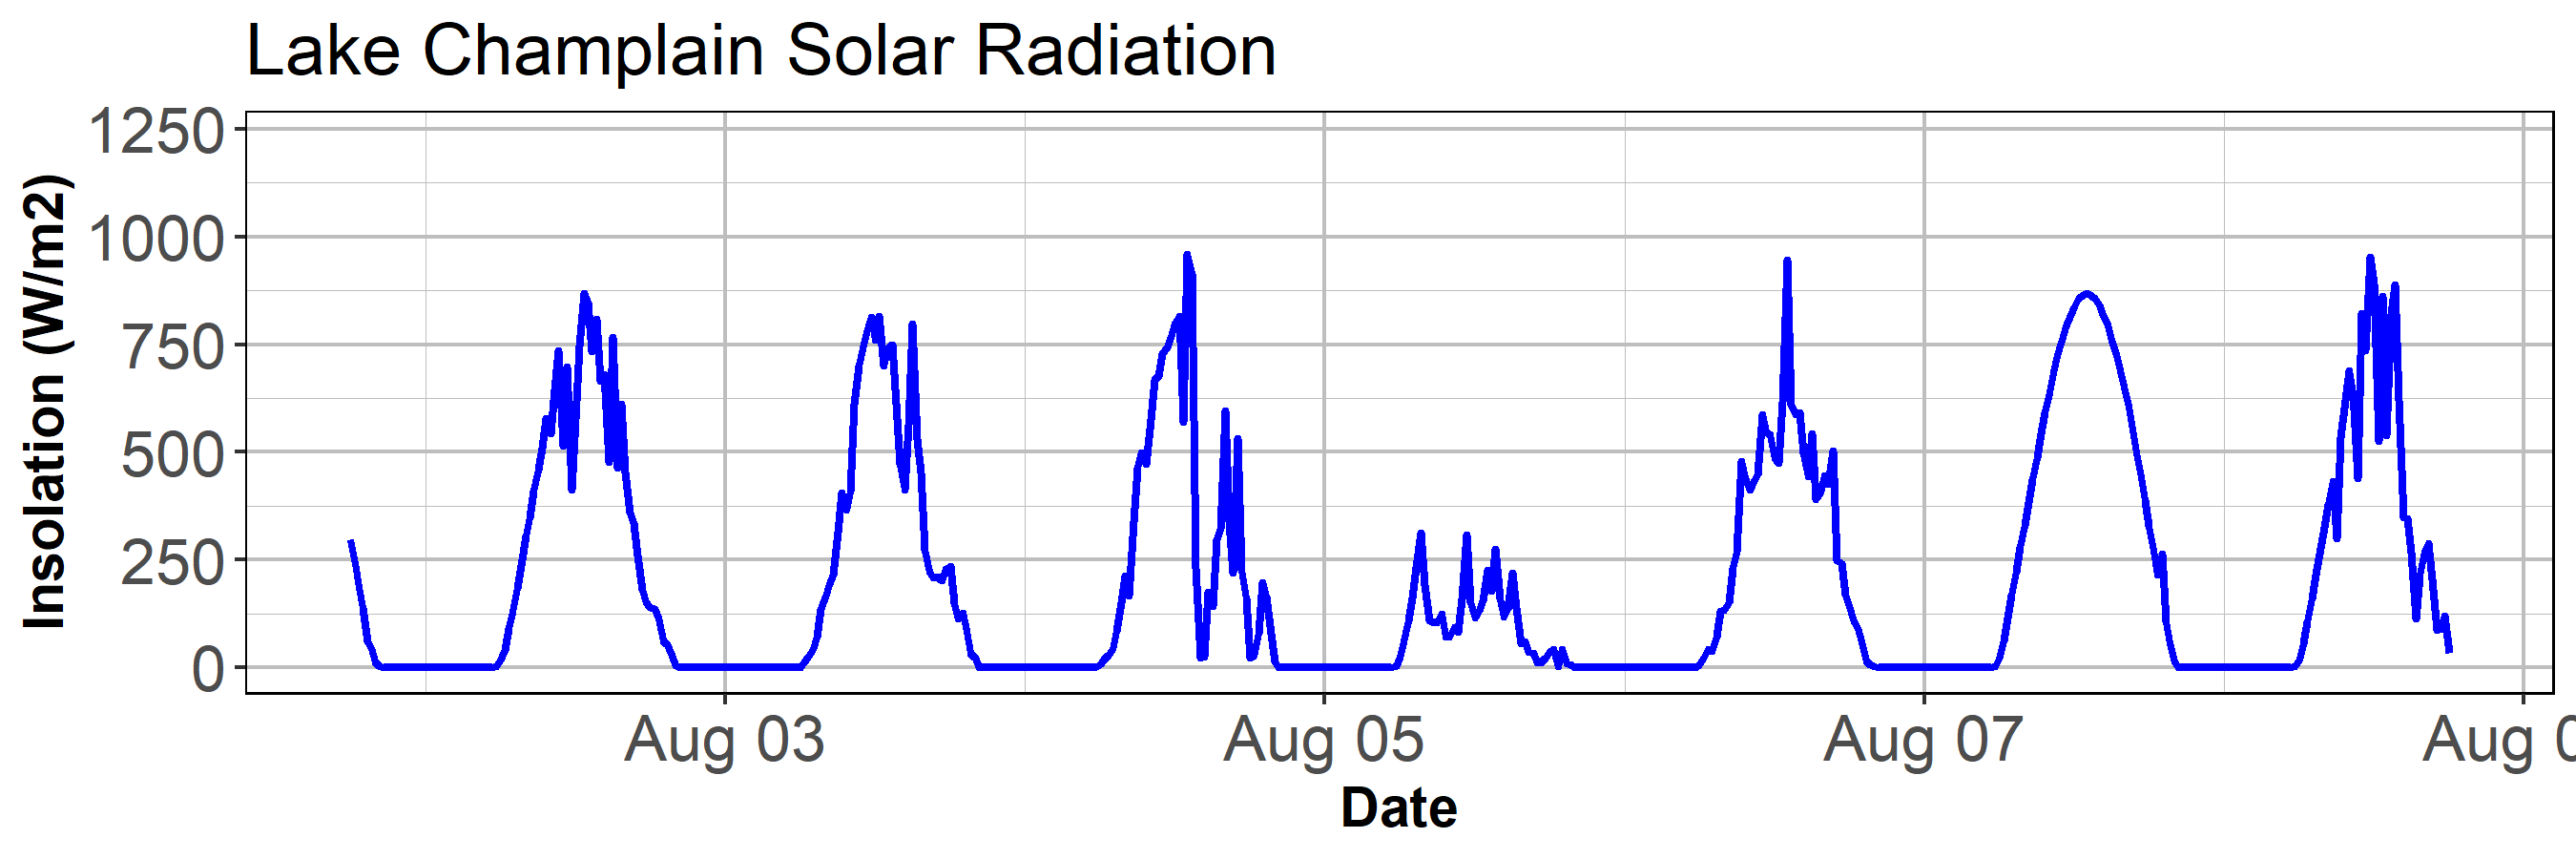 Lake Champlain Solar Radiation
1250
1000
750
500
250
0
Insolation (W/m2)
Aug 03 Aug 05 Aug 07 Aug
Date